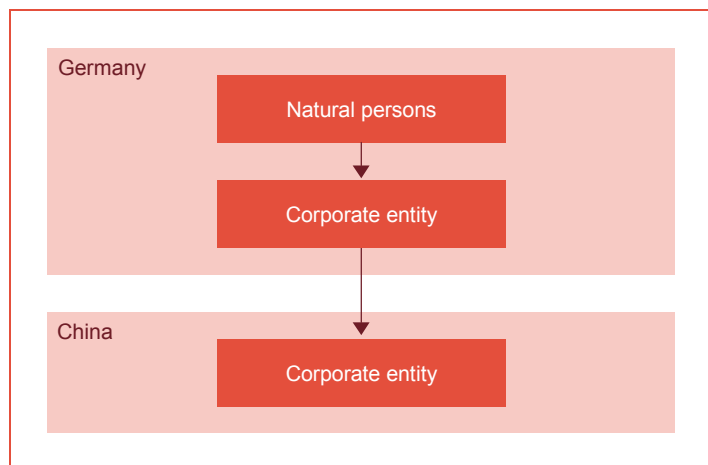 Germany
Natural persons
Corporate entity
China
Corporate entity